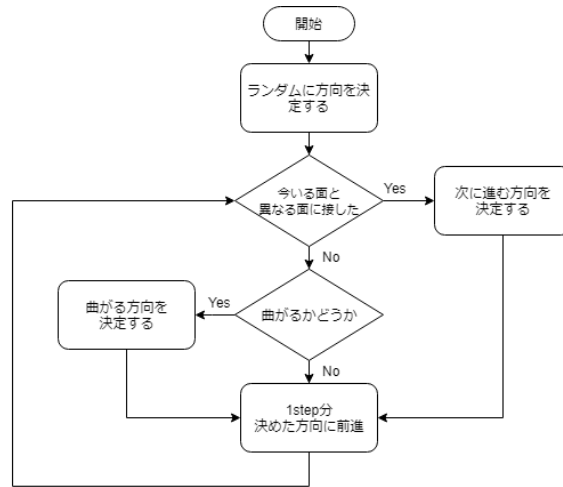 開始
ランダムに方向を決
定する
今いる面と
異なる面に接した
Yes
次に進む方向を
決定する
No
曲がるかどうか
Yes
曲がる方向を
決定する
No
1step分
決めた方向に前進